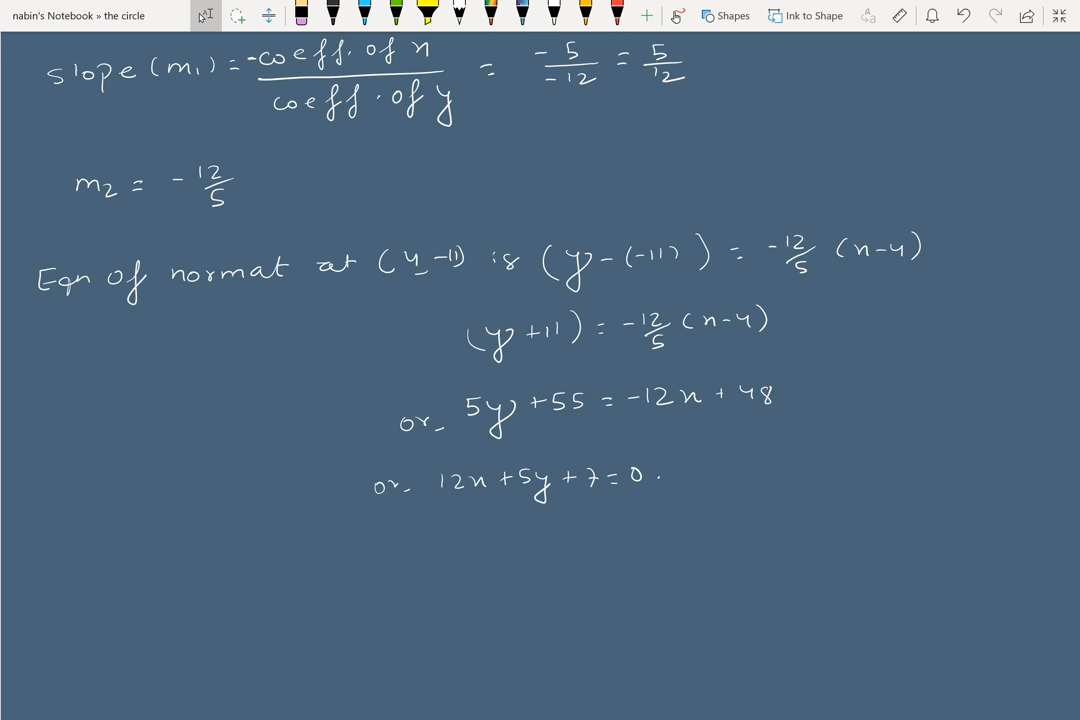 nabin's Notebook » the circle
Shapes
Ink to Shape
slope (m₁) = -coeff. of x / coeff. of y = -5/-12 = 5/12
m₂ = -12/5
Eqn of normal at (4, -11) is (y-(-11)) = -12/5 (x-4)
(y+11) = -12/5 (x-4)
or, 5y+55 = -12x+48
or, 12x+5y+7=0.